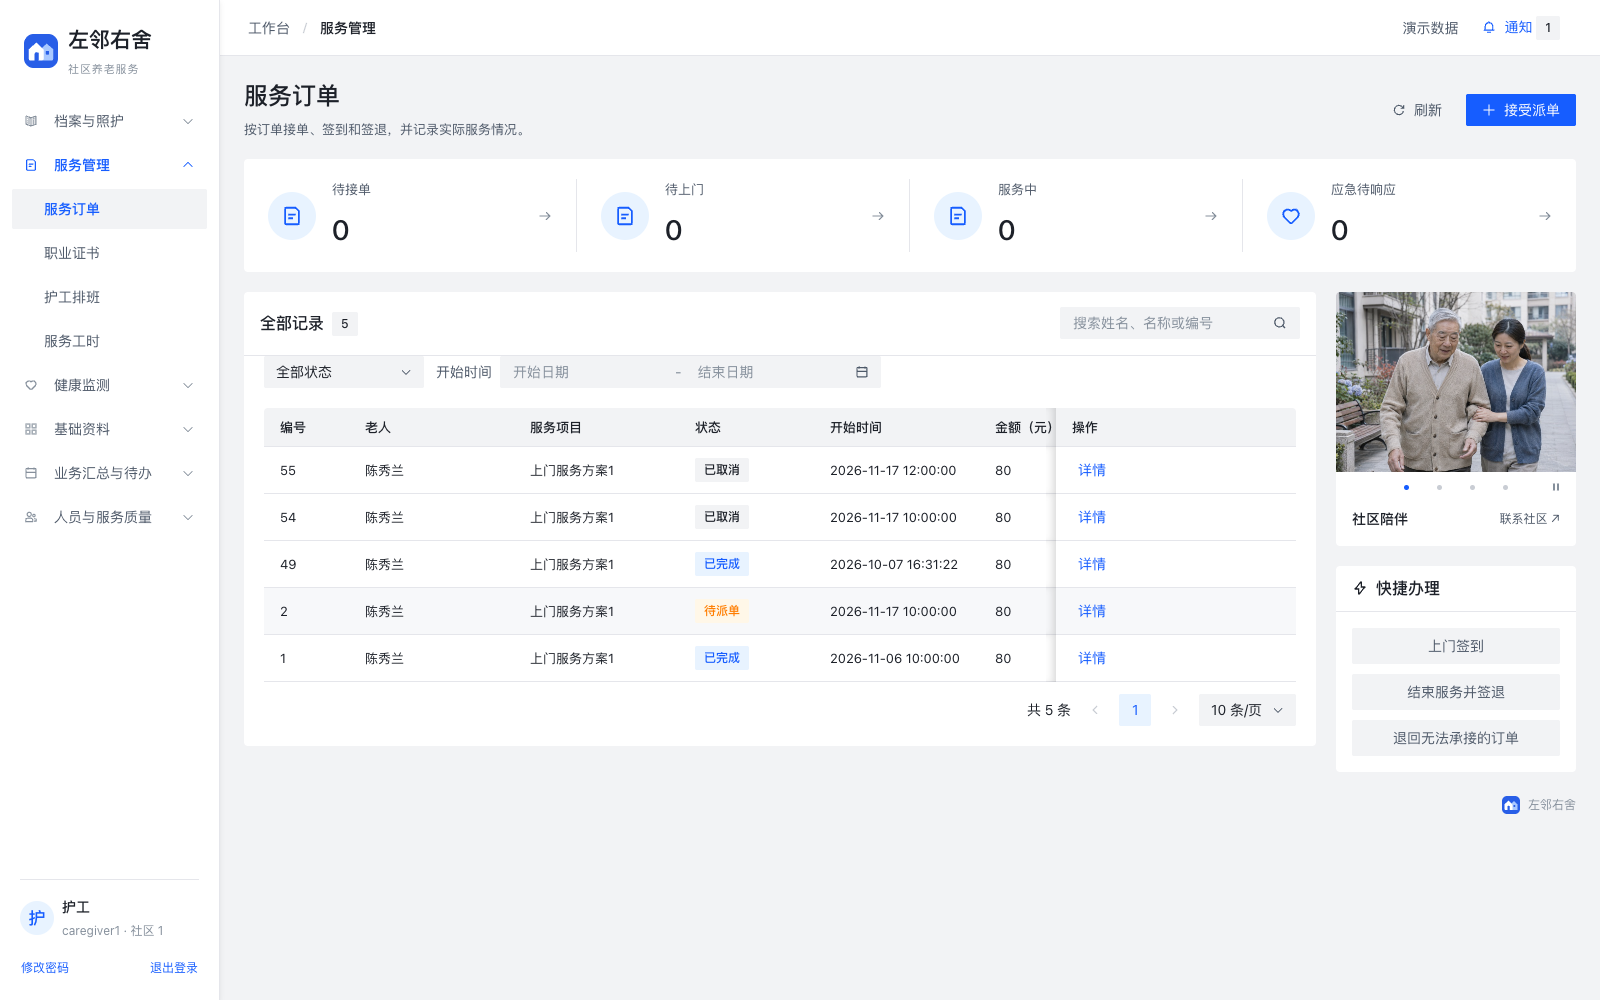 左邻右舍
社区养老服务
档案与照护
服务管理
服务订单
职业证书
护工排班
服务工时
健康监测
基础资料
业务汇总与待办
人员与服务质量
护
护工
caregiver1 · 社区 1
修改密码 退出登录
工作台 / 服务管理
演示数据 通知 1
服务订单
按订单接单、签到和签退，并记录实际服务情况。
刷新 接受派单
待接单
0
待上门
0
服务中
0
应急待响应
0
全部记录 5
搜索姓名、名称或编号
全部状态 开始时间 开始日期 - 结束日期
编号 老人 服务项目 状态 开始时间 金额（元） 操作
55 陈秀兰 上门服务方案1 已取消 2026-11-17 12:00:00 80 详情
54 陈秀兰 上门服务方案1 已取消 2026-11-17 10:00:00 80 详情
49 陈秀兰 上门服务方案1 已完成 2026-10-07 16:31:22 80 详情
2 陈秀兰 上门服务方案1 待派单 2026-11-17 10:00:00 80 详情
1 陈秀兰 上门服务方案1 已完成 2026-11-06 10:00:00 80 详情
共 5 条 1 10 条/页
社区陪伴 联系社区
快捷办理
上门签到
结束服务并签退
退回无法承接的订单
左邻右舍